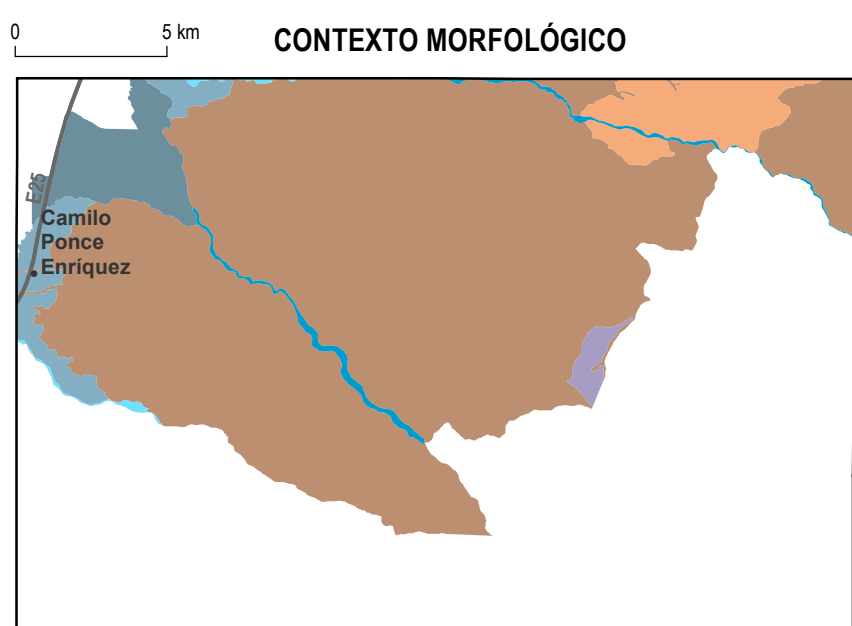 0 5 km
CONTEXTO MORFOLÓGICO
E25
Camilo
Ponce
Enríquez